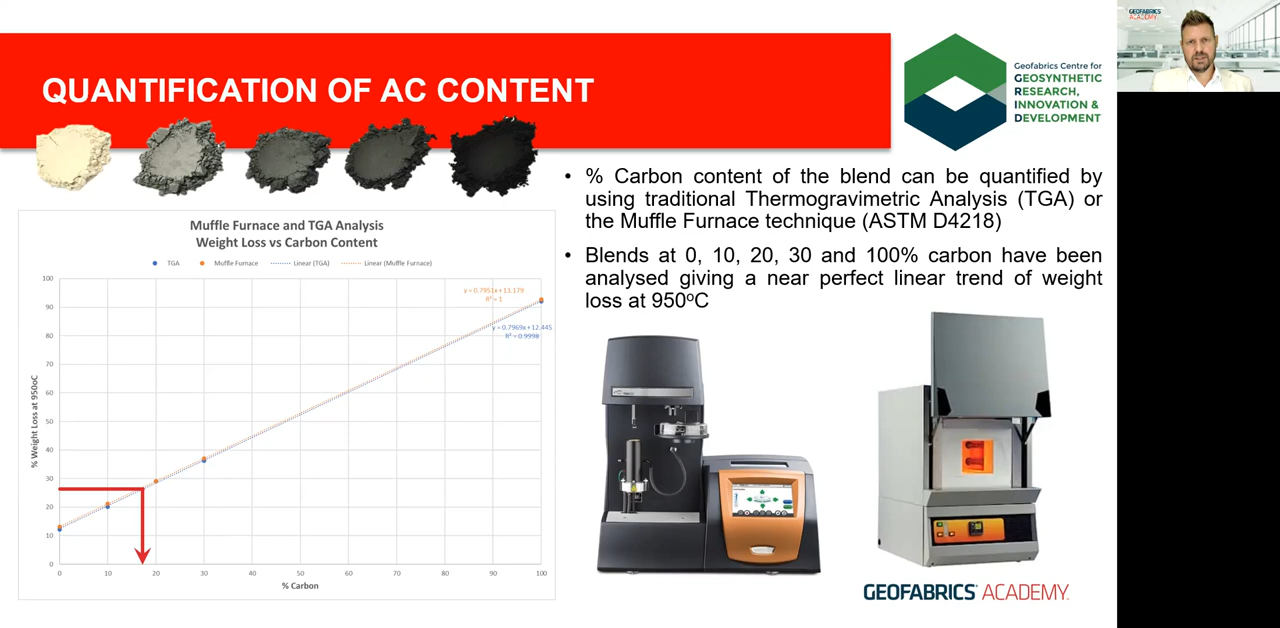 GEOFABRICS
ACADEMY
QUANTIFICATION OF AC CONTENT
Geofabrics Centre for
GEOSYNTHETIC
RESEARCH,
INNOVATION &
DEVELOPMENT
• % Carbon content of the blend can be quantified by
using traditional Thermogravimetric Analysis (TGA) or
the Muffle Furnace technique (ASTM D4218)
• Blends at 0, 10, 20, 30 and 100% carbon have been
analysed giving a near perfect linear trend of weight
loss at 950ºC
Muffle Furnace and TGA Analysis
Weight Loss vs Carbon Content
TGA Muffle Furnace Linear (TGA) Linear (Muffle Furnace)
100
90
80
70
60
50
40
30
20
10
0
% Weight Loss at 950oC
y = 0.7951x + 13.179
R² = 1
y = 0.7969x + 12.445
R² = 0.9998
0 10 20 30 40 50 60 70 80 90 100
% Carbon
GEOFABRICS ACADEMY